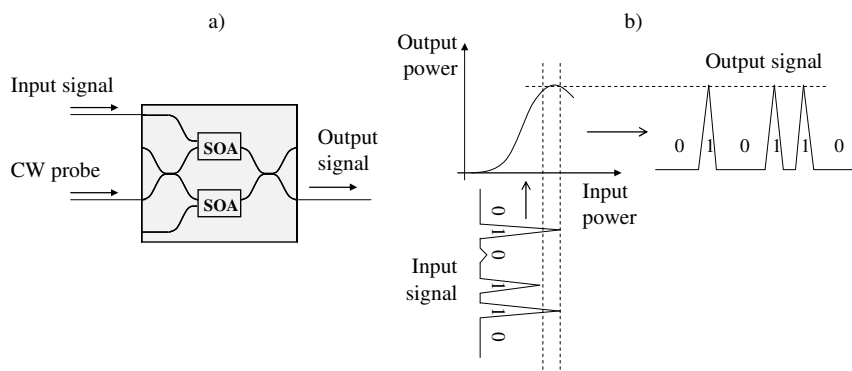 a)
Input signal
CW probe
SOA
SOA
Output
signal
b)
Output
power
Input
power
Output signal
0 1 0 1 1 0
Input
signal
0 1 0 1 1 0